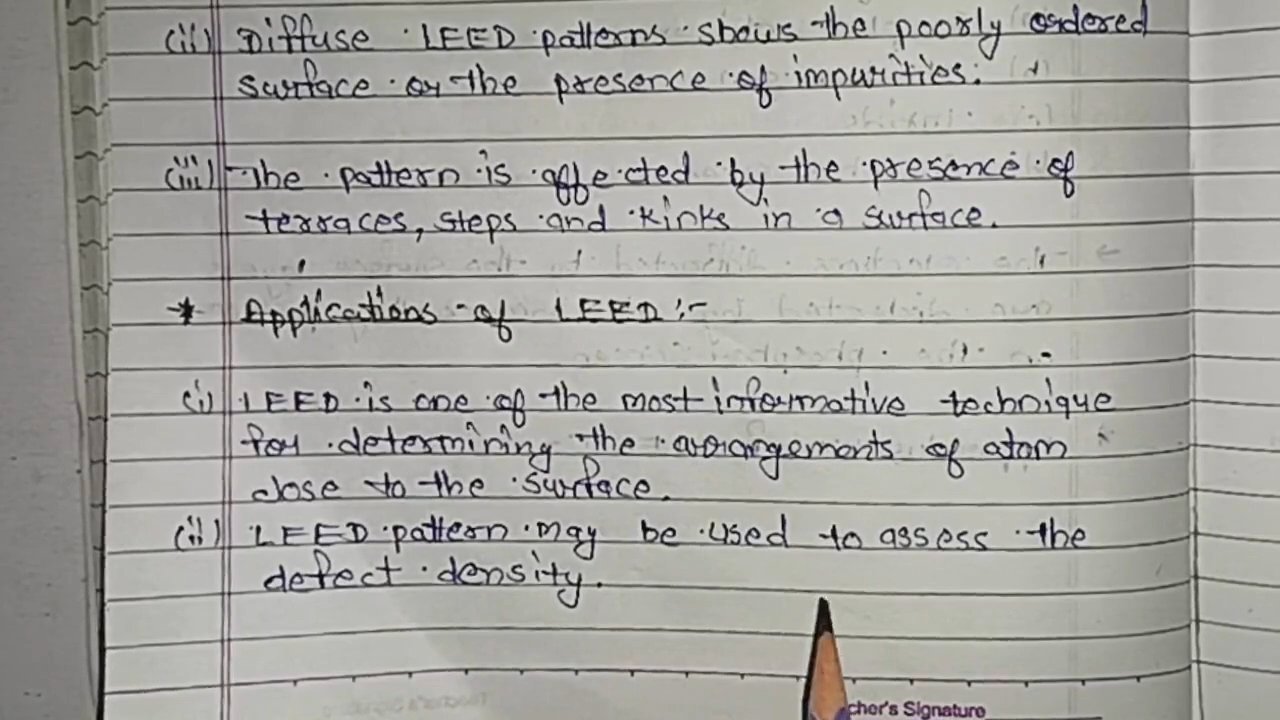 (ii) Diffuse LEED patterns shows the poorly ordered
surface or the presence of impurities.
(iii) The pattern is affected by the presence of
terraces, steps and kinks in a surface.
* Applications of LEED :-
(i) LEED is one of the most informative technique
for determining the arrangements of atom
close to the surface.
(ii) LEED pattern may be used to assess the
defect density.
cher's Signature